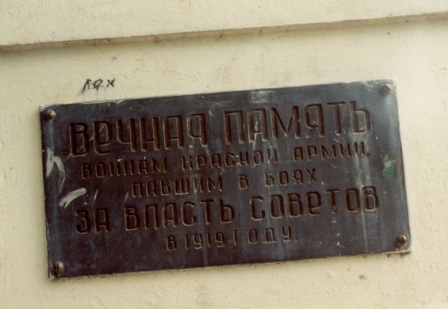 ВЕЧНАЯ ПАМЯТЬ
ВОИНАМ КРАСНОЙ АРМИИ,
ПАВШИМ В БОЯХ
ЗА ВЛАСТЬ СОВЕТОВ
В 1919 ГОДУ.